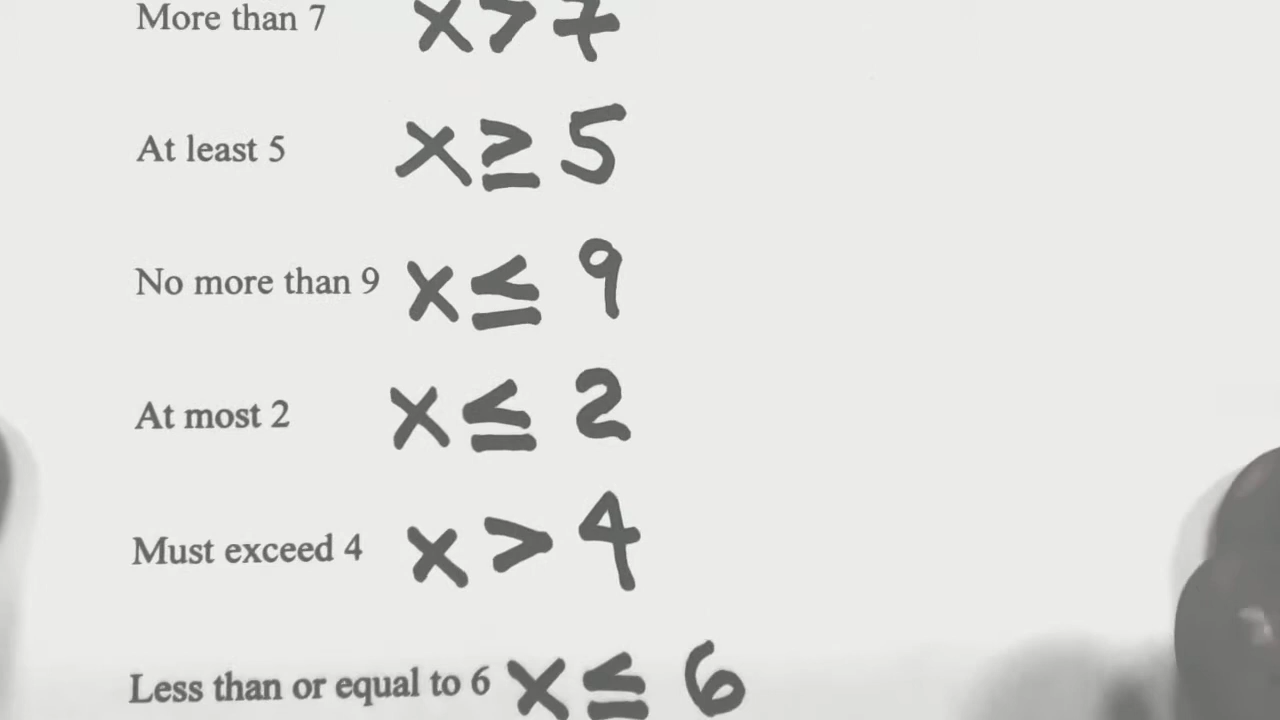 More than 7 x > 7
At least 5 x ≥ 5
No more than 9 x ≤ 9
At most 2 x ≤ 2
Must exceed 4 x > 4
Less than or equal to 6 x ≤ 6